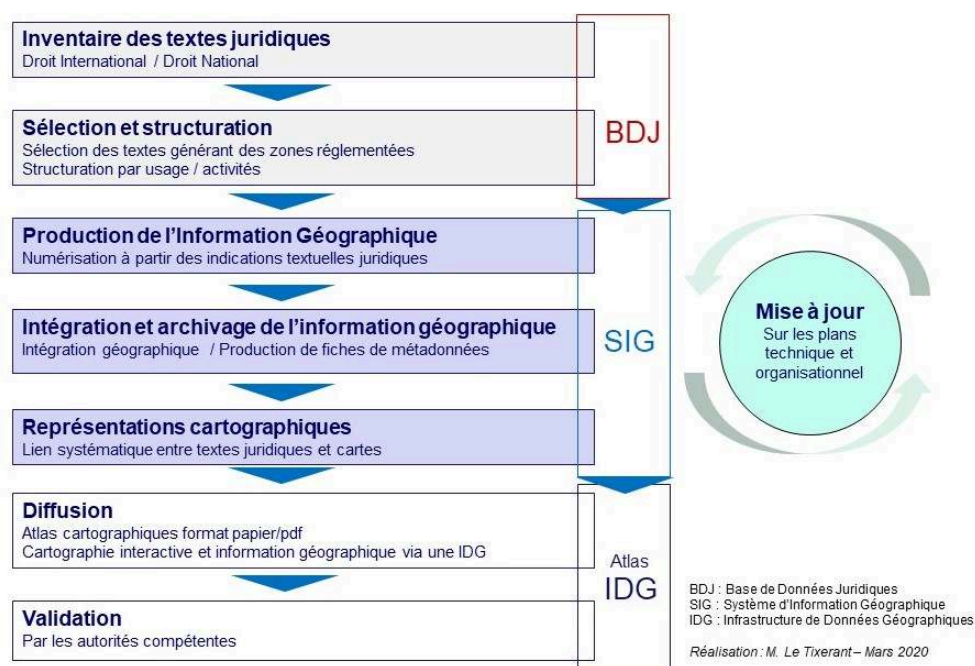 Inventaire des textes juridiques
Droit International / Droit National
Sélection et structuration
Sélection des textes générant des zones réglementées
Structuration par usage / activités
BDJ
Production de l'Information Géographique
Numérisation à partir des indications textuelles juridiques
Intégration et archivage de l'information géographique
Intégration géographique / Production de fiches de métadonnées
Représentations cartographiques
Lien systématique entre textes juridiques et cartes
SIG
Diffusion
Atlas cartographiques format papier/pdf
Cartographie interactive et information géographique via une IDG
Validation
Par les autorités compétentes
Atlas
IDG
Mise à jour
Sur les plans
technique et
organisationnel
BDJ : Base de Données Juridiques
SIG : Système d'Information Géographique
IDG : Infrastructure de Données Géographiques
Réalisation : M. Le Tixerant – Mars 2020